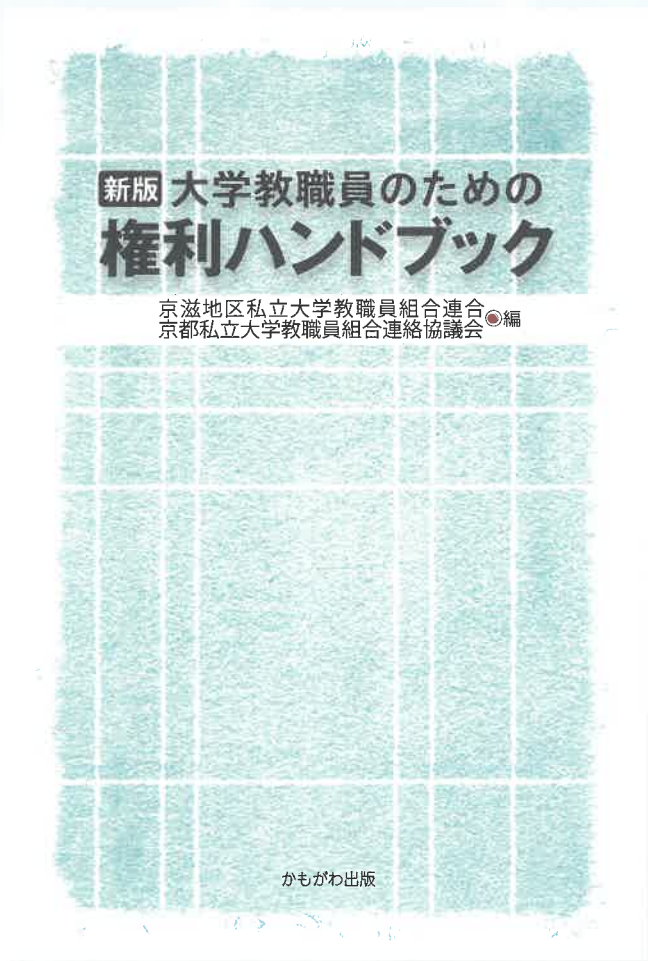 新版 大学教職員のための
権利ハンドブック
京滋地区私立大学教職員組合連合
京都私立大学教職員組合連絡協議会◉編
かもがわ出版